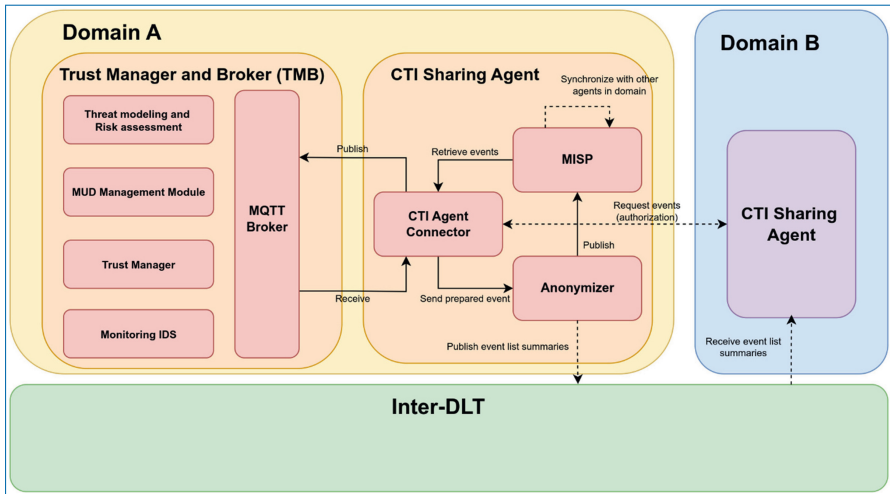 Domain A
Trust Manager and Broker (TMB)
Threat modeling and
Risk assessment
MUD Management Module
Trust Manager
Monitoring IDS
MQTT
Broker
Publish
Receive
CTI Sharing Agent
Synchronize with other
agents in domain
Retrieve events
MISP
CTI Agent
Connector
Request events
(authorization)
Publish
Send prepared event
Anonymizer
Publish event list summaries
Domain B
CTI Sharing
Agent
Receive event list
summaries
Inter-DLT